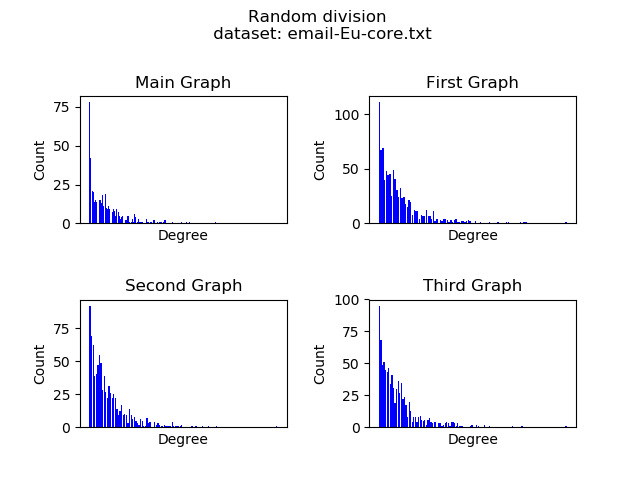 Random division
dataset: email-Eu-core.txt
Main Graph
First Graph
75
50
25
0
Count
Degree
100
50
0
Count
Degree
Second Graph
Third Graph
75
50
25
0
Count
Degree
100
75
50
25
0
Count
Degree